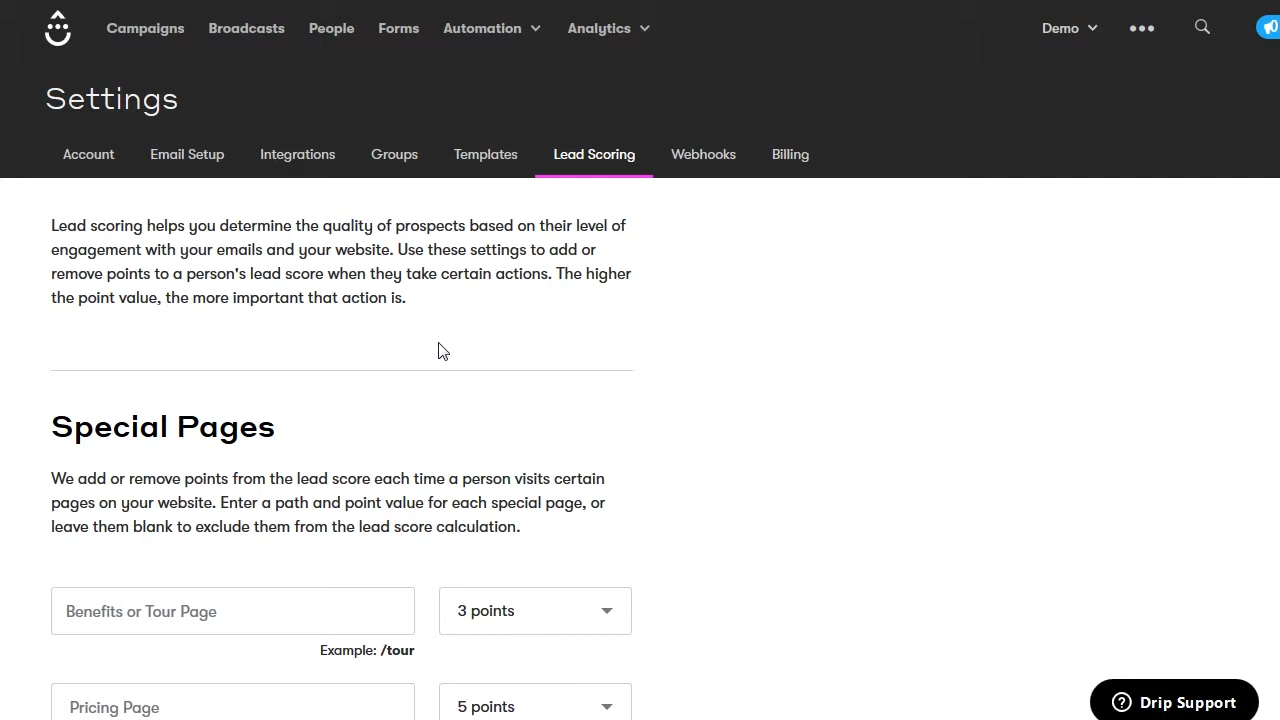 Campaigns Broadcasts People Forms Automation Analytics Demo
Settings
Account Email Setup Integrations Groups Templates Lead Scoring Webhooks Billing
Lead scoring helps you determine the quality of prospects based on their level of
engagement with your emails and your website. Use these settings to add or
remove points to a person's lead score when they take certain actions. The higher
the point value, the more important that action is.
Special Pages
We add or remove points from the lead score each time a person visits certain
pages on your website. Enter a path and point value for each special page, or
leave them blank to exclude them from the lead score calculation.
Benefits or Tour Page 3 points
Example: /tour
Pricing Page 5 points
Drip Support